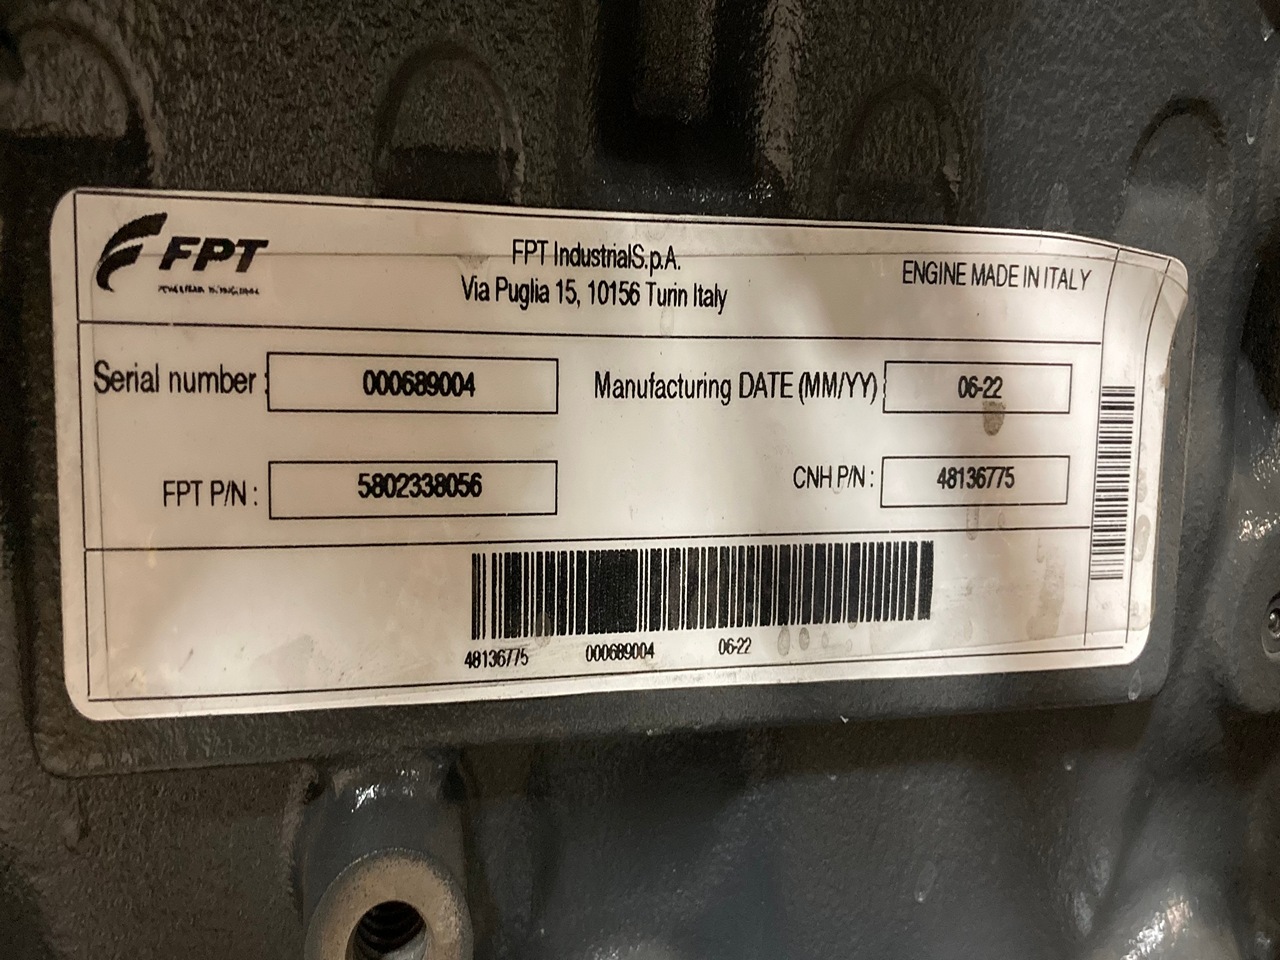 FPT
FPT IndustrialS.p.A.
Via Puglia 15, 10156 Turin Italy
ENGINE MADE IN ITALY
Serial number : 000689004
Manufacturing DATE (MM/YY) : 06-22
FPT P/N : 5802338056
CNH P/N : 48136775
48136775 000689004 06-22